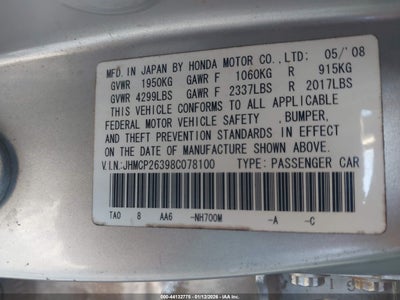 MFD. IN JAPAN BY HONDA MOTOR CO., LTD: 05/'08
GVWR 1950KG GAWR F 1060KG R 915KG
GVWR 4299LBS GAWR F 2337LBS R 2017LBS
THIS VEHICLE CONFORMS TO ALL APPLICABLE
FEDERAL MOTOR VEHICLE SAFETY ,BUMPER,
AND THEFT PREVENTION STANDARDS IN EFFECT
ON THE DATE OF MANUFACTURE SHOWN ABOVE.
V.I.N:JHMCP26398C078100 TYPE: PASSENGER CAR
TA0 8 AA6 -NH700M -A -C
000-44132775 - 01/12/2026 - IAA Inc.